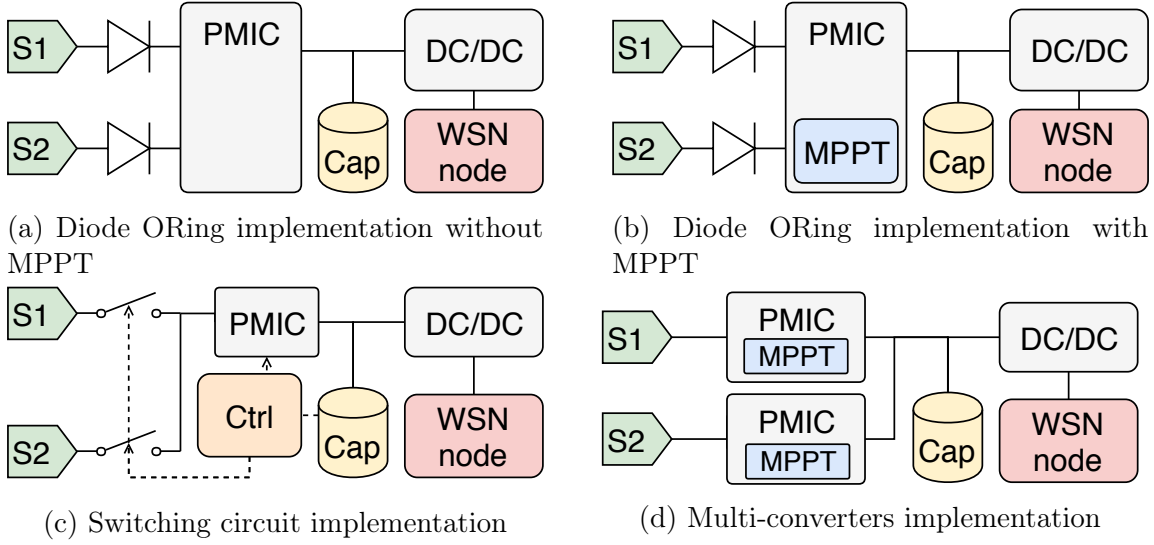 S1
PMIC
DC/DC
S2
Cap
WSN
node
(a) Diode ORing implementation without
MPPT
S1
PMIC
DC/DC
S2
MPPT
Cap
WSN
node
(b) Diode ORing implementation with
MPPT
S1
PMIC
DC/DC
Ctrl
S2
Cap
WSN
node
(c) Switching circuit implementation
S1
PMIC
MPPT
DC/DC
S2
PMIC
MPPT
Cap
WSN
node
(d) Multi-converters implementation